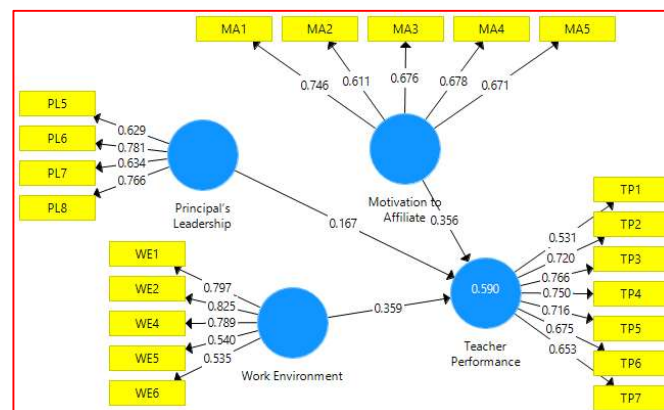 MA1 MA2 MA3 MA4 MA5
0.746 0.611 0.676 0.678 0.671
Motivation to
Affiliate
PL5
PL6
PL7
PL8
0.629
0.781
0.634
0.766
Principal's
Leadership
0.167
0.356
WE1
WE2
WE4
WE5
WE6
0.797
0.825
0.789
0.540
0.535
Work Environment
0.359
0.590
Teacher
Performance
0.531
0.720
0.766
0.750
0.716
0.675
0.653
TP1
TP2
TP3
TP4
TP5
TP6
TP7